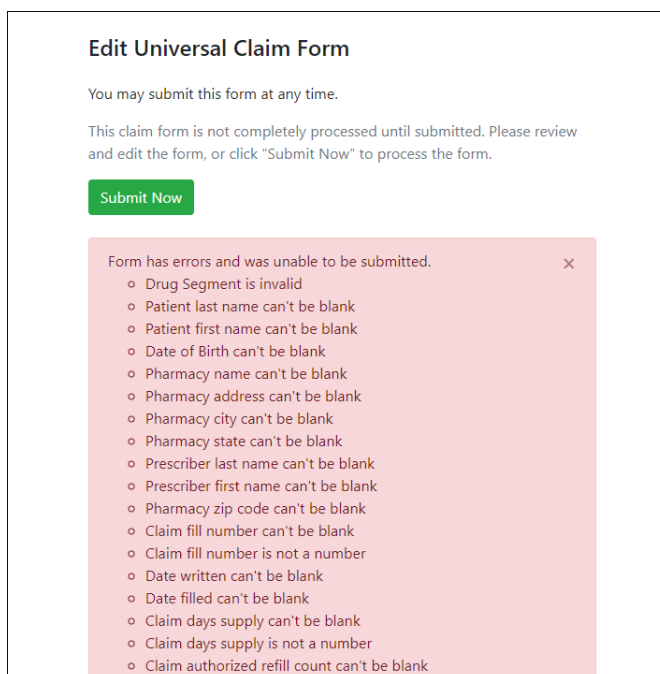 Edit Universal Claim Form
You may submit this form at any time.
This claim form is not completely processed until submitted. Please review
and edit the form, or click "Submit Now" to process the form.
Submit Now
Form has errors and was unable to be submitted.
Drug Segment is invalid
Patient last name can't be blank
Patient first name can't be blank
Date of Birth can't be blank
Pharmacy name can't be blank
Pharmacy address can't be blank
Pharmacy city can't be blank
Pharmacy state can't be blank
Prescriber last name can't be blank
Prescriber first name can't be blank
Pharmacy zip code can't be blank
Claim fill number can't be blank
Claim fill number is not a number
Date written can't be blank
Date filled can't be blank
Claim days supply can't be blank
Claim days supply is not a number
Claim authorized refill count can't be blank